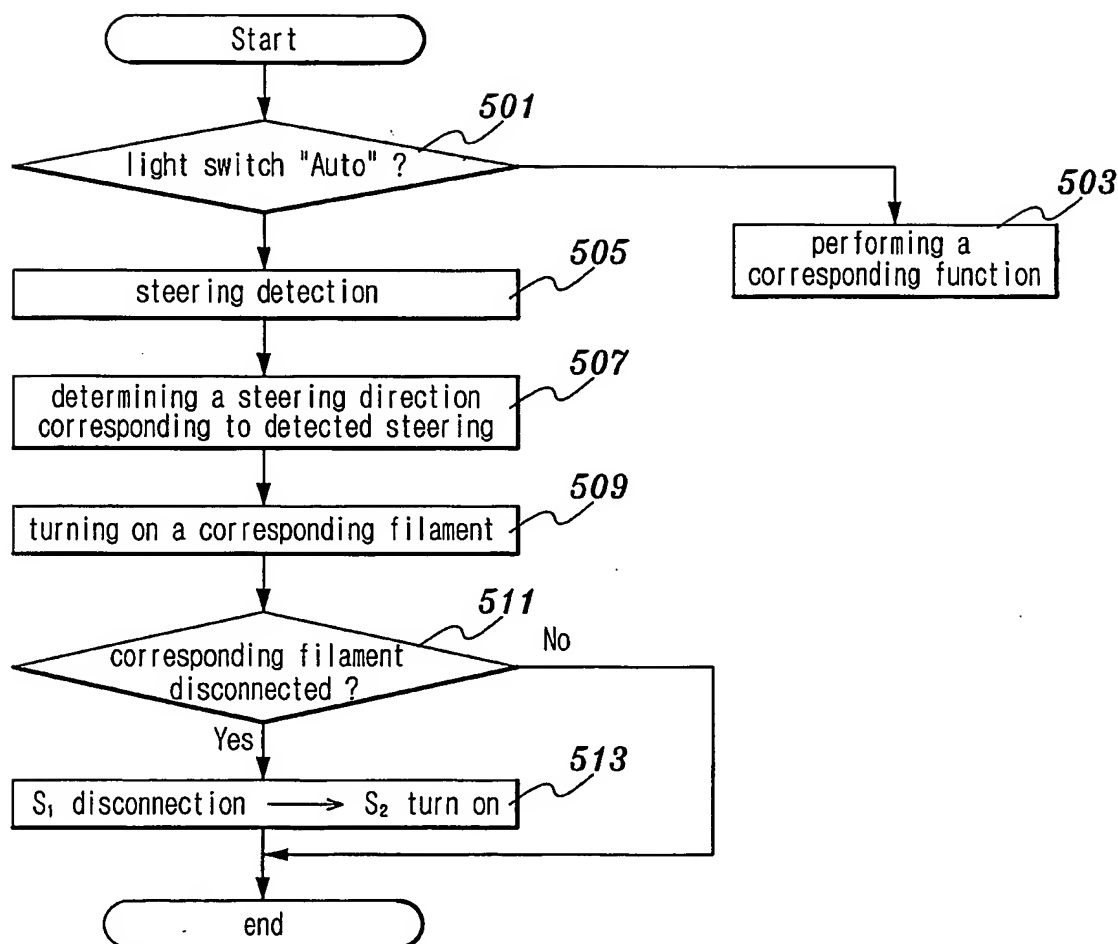 Start
501
light switch "Auto" ?
503
performing a
corresponding function
505
steering detection
507
determining a steering direction
corresponding to detected steering
509
turning on a corresponding filament
511
corresponding filament
disconnected ?
No
Yes
513
S₁ disconnection ⟶ S₂ turn on
end